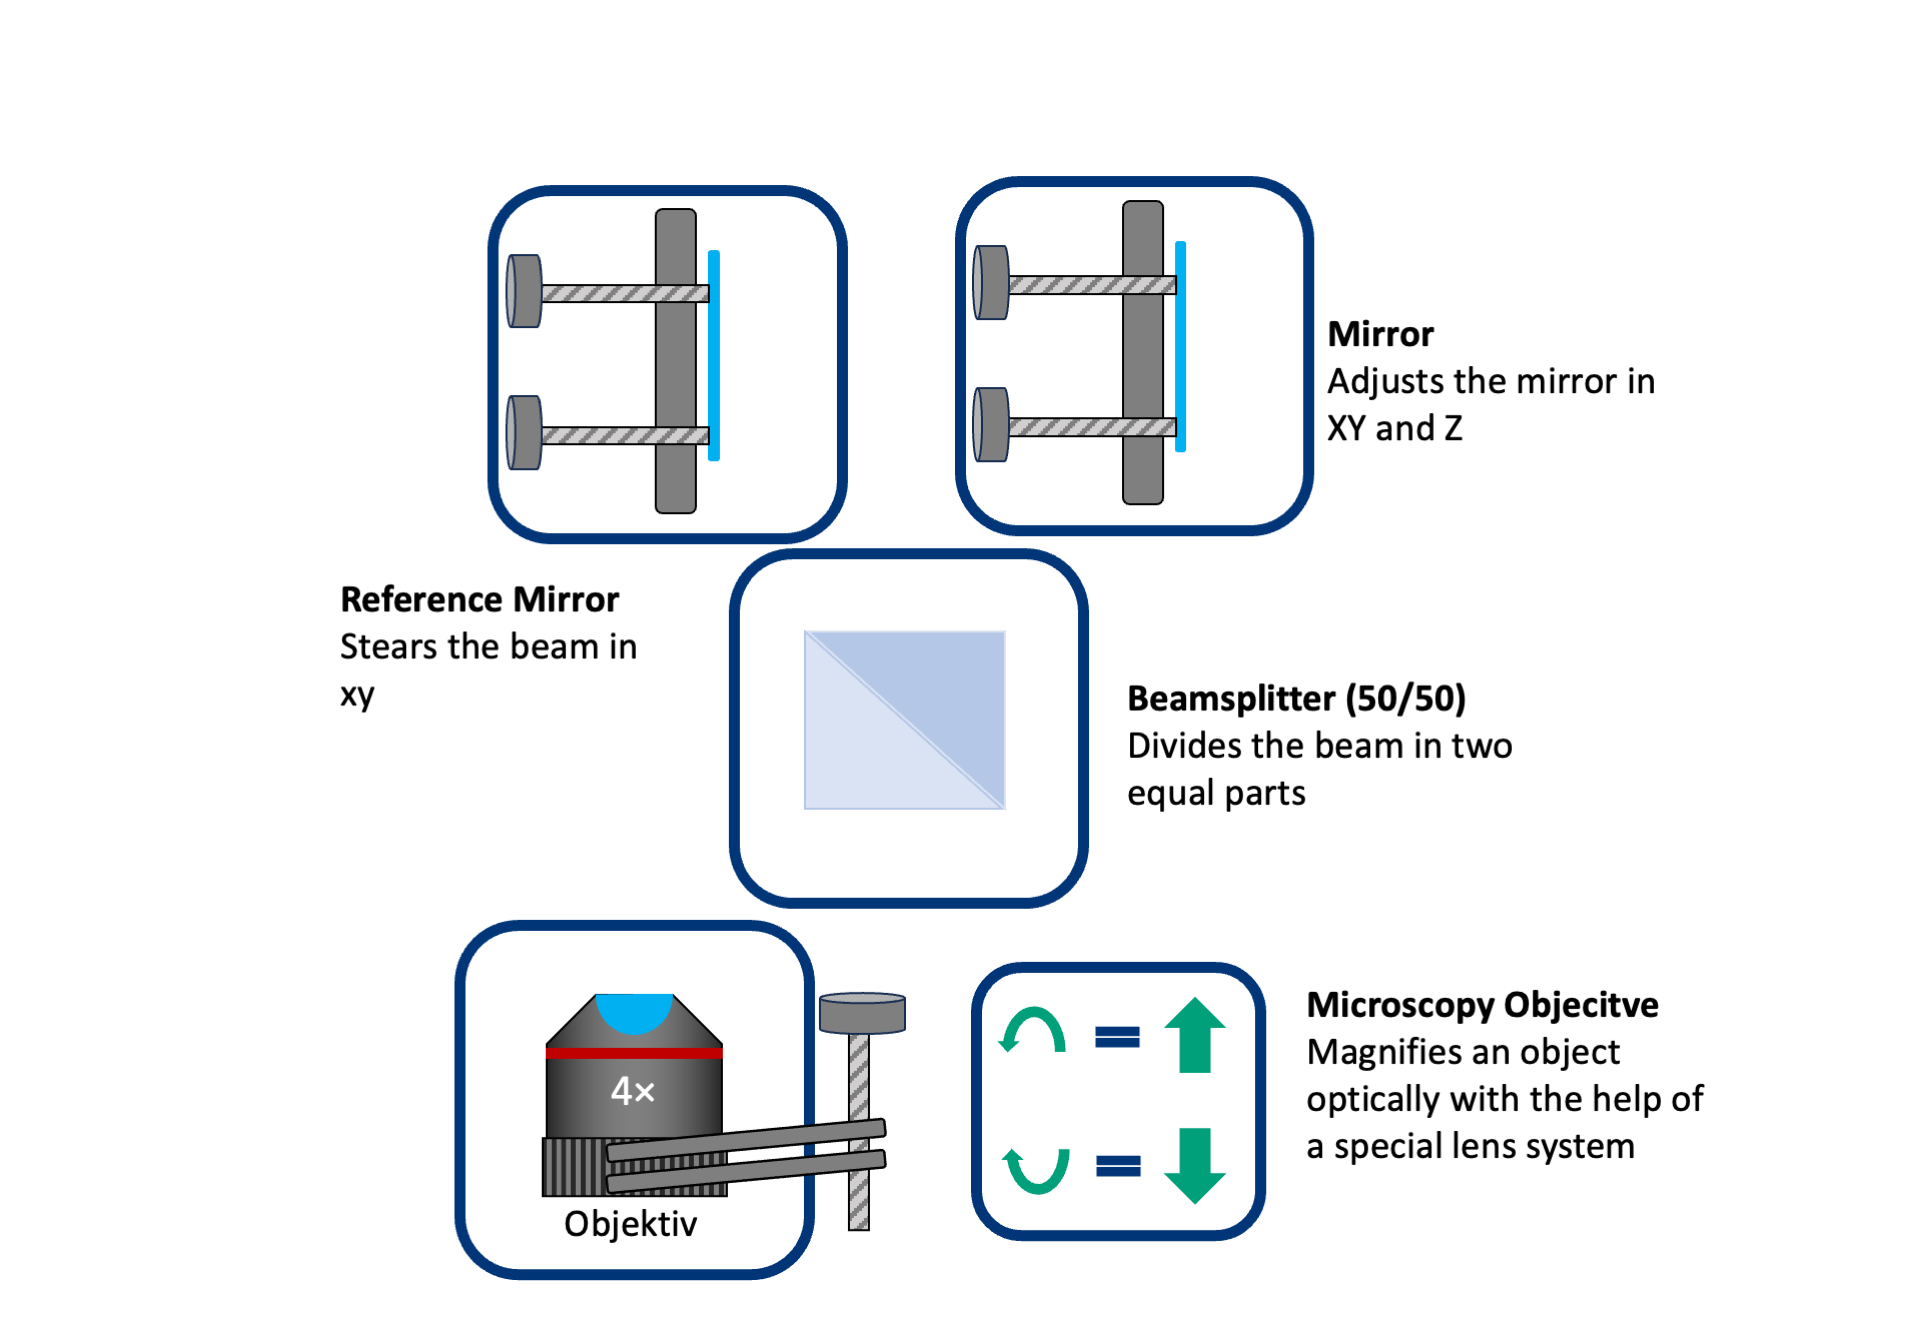 Mirror
Adjusts the mirror in
XY and Z
Reference Mirror
Stears the beam in
xy
Beamsplitter (50/50)
Divides the beam in two
equal parts
4×
Objektiv
Microscopy Objecitve
Magnifies an object
optically with the help of
a special lens system